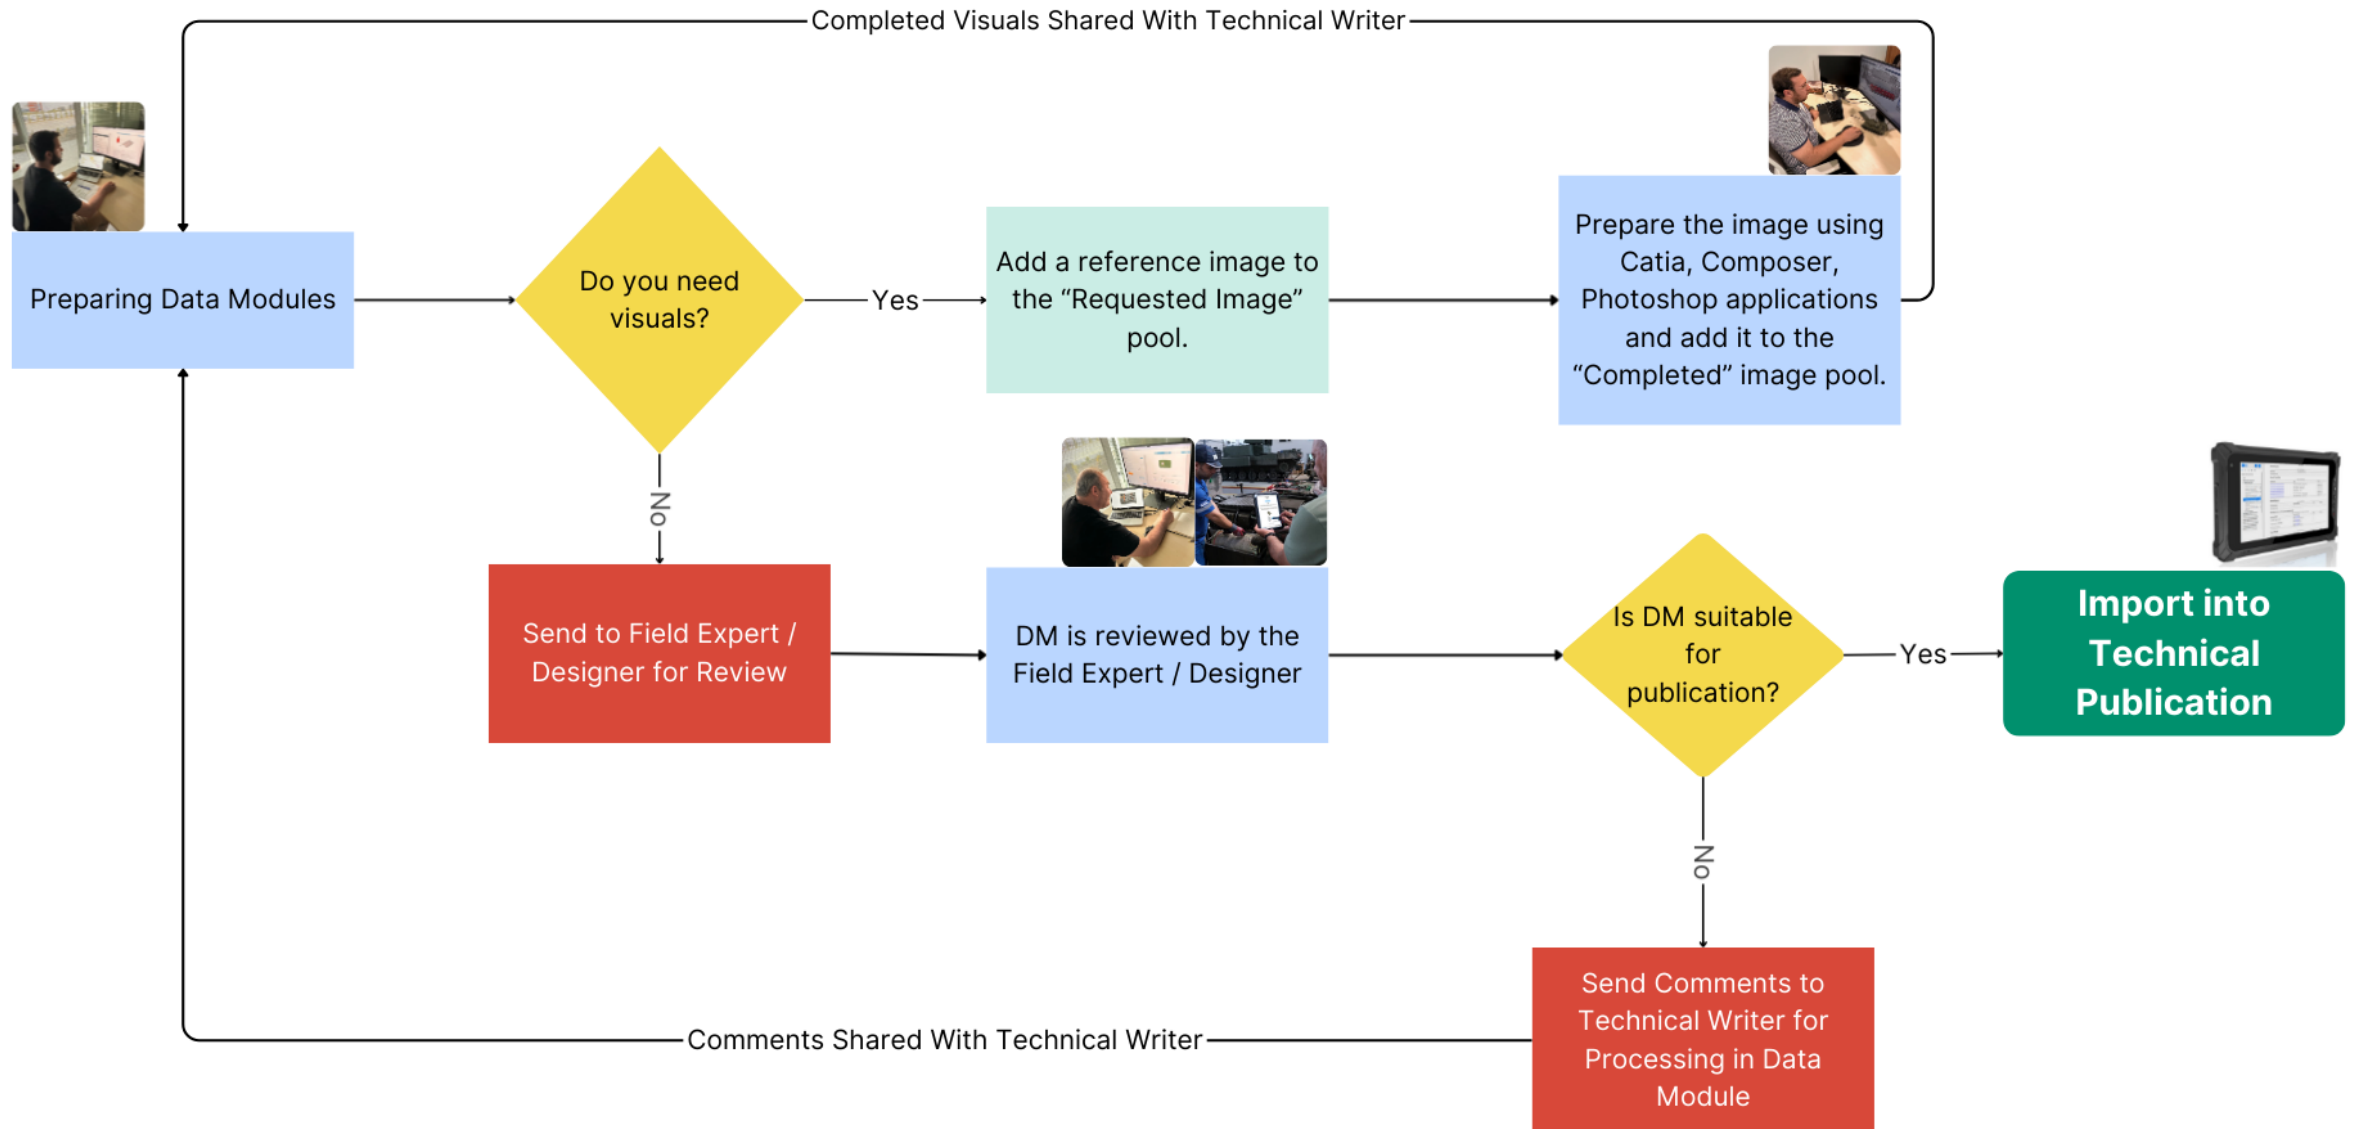 Completed Visuals Shared With Technical Writer
Preparing Data Modules
Do you need
visuals?
Yes
Add a reference image to
the “Requested Image”
pool.
Prepare the image using
Catia, Composer,
Photoshop applications
and add it to the
“Completed” image pool.
No
Send to Field Expert /
Designer for Review
DM is reviewed by the
Field Expert / Designer
Is DM suitable
for
publication?
Yes
Import into
Technical
Publication
No
Send Comments to
Technical Writer for
Processing in Data
Module
Comments Shared With Technical Writer